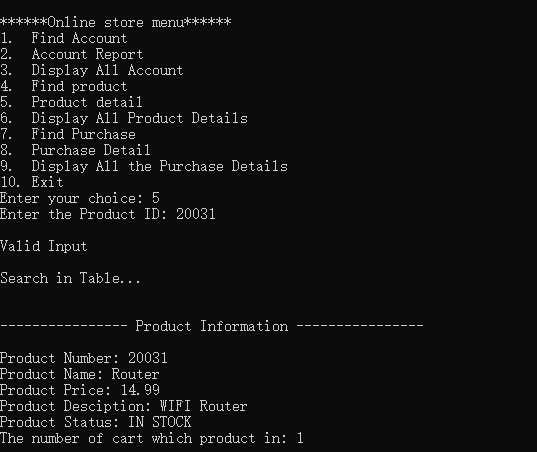 ******Online store menu******
1.  Find Account
2.  Account Report
3.  Display All Account
4.  Find product
5.  Product detail
6.  Display All Product Details
7.  Find Purchase
8.  Purchase Detail
9.  Display All the Purchase Details
10. Exit
Enter your choice: 5
Enter the Product ID: 20031
Valid Input
Search in Table...
---------------- Product Information ----------------
Product Number: 20031
Product Name: Router
Product Price: 14.99
Product Desciption: WIFI Router
Product Status: IN STOCK
The number of cart which product in: 1